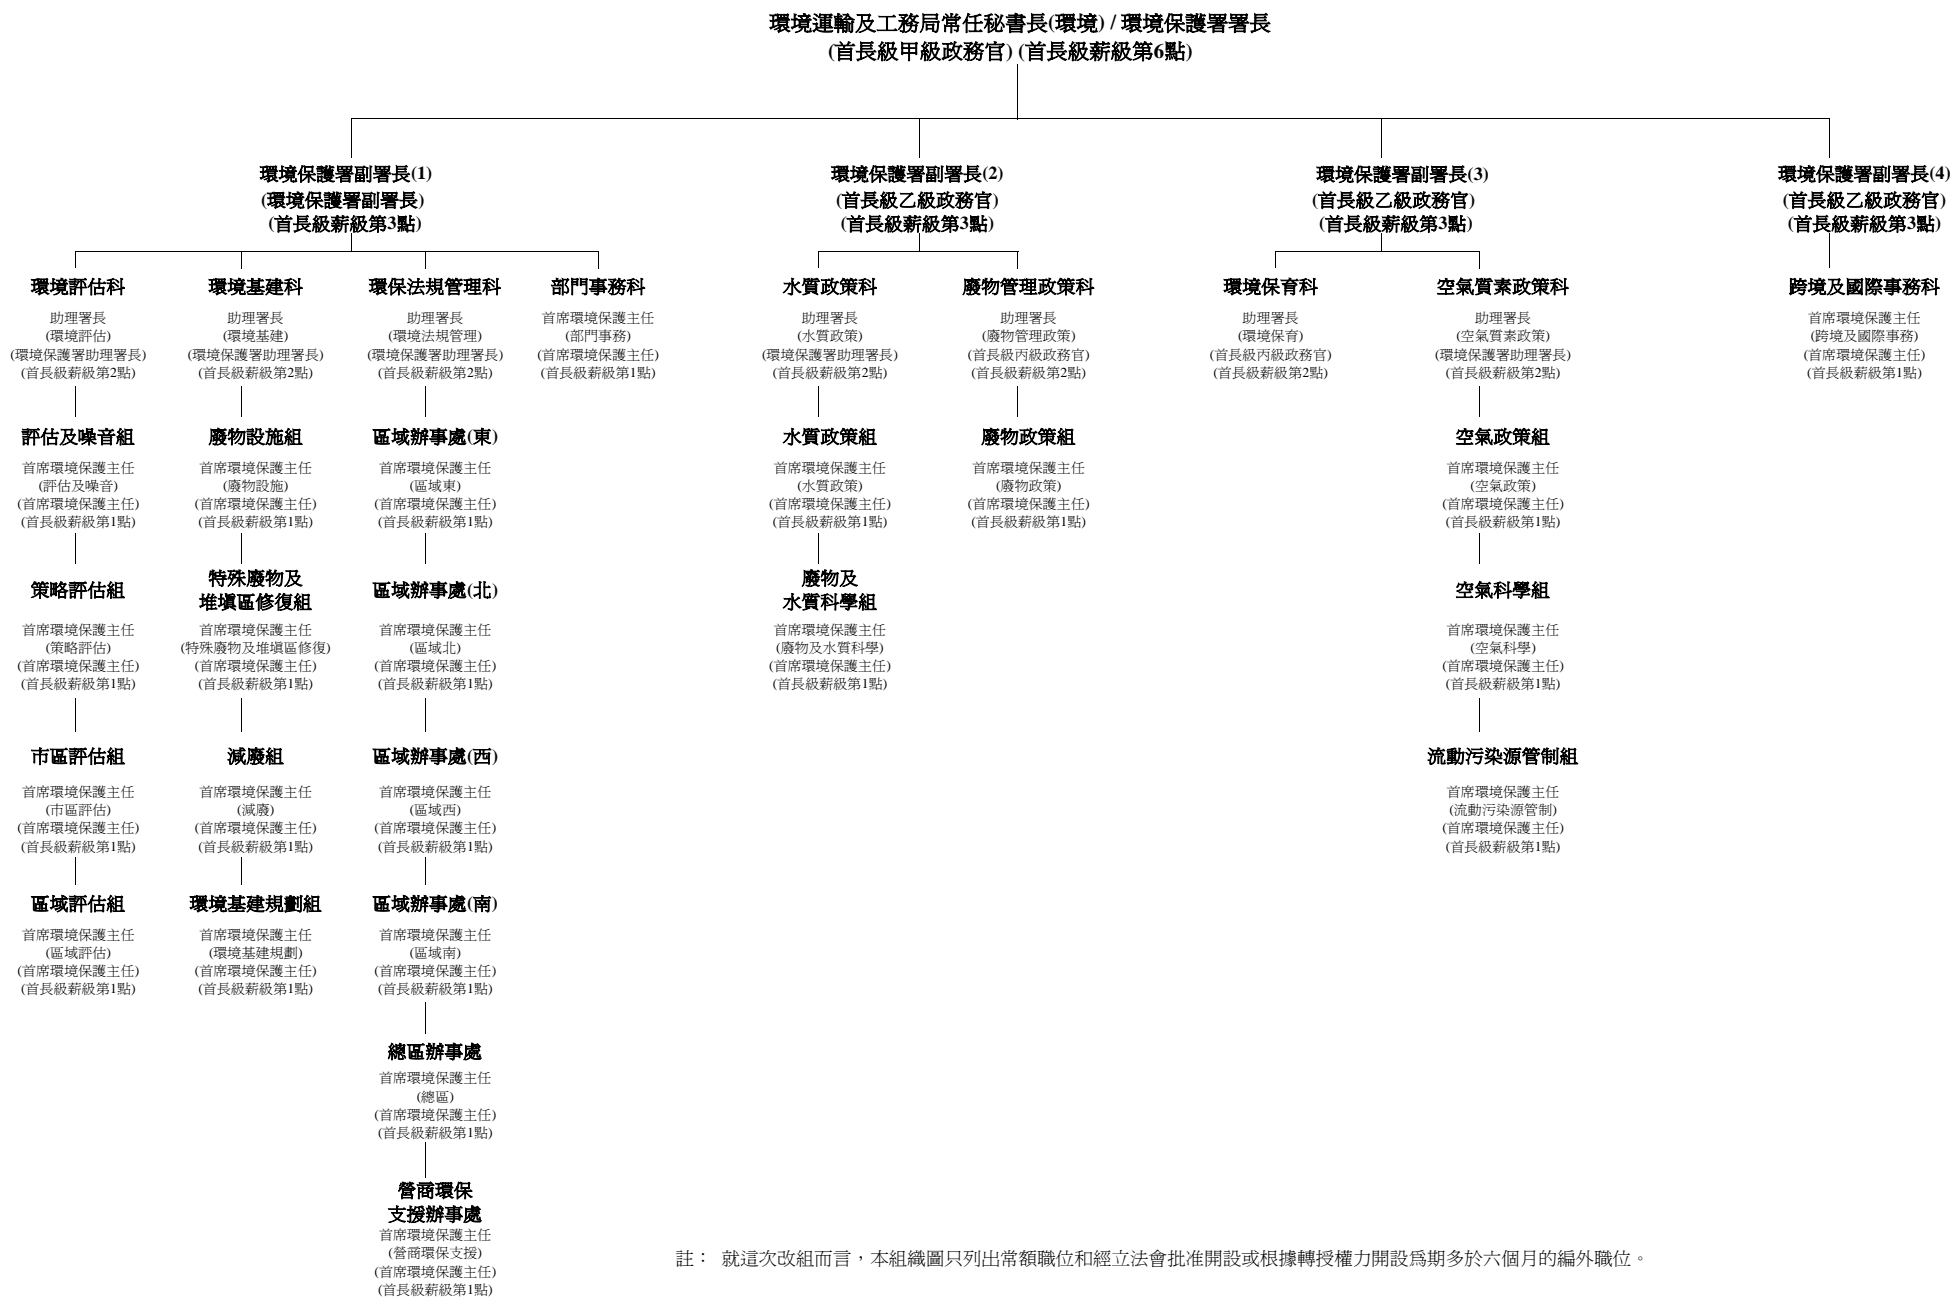 環境運輸及工務局常任秘書長(環境) / 環境保護署署長
(首長級甲級政務官) (首長級薪級第6點)
環境保護署副署長(1)
(環境保護署副署長)
(首長級薪級第3點)
環境保護署副署長(2)
(首長級乙級政務官)
(首長級薪級第3點)
環境保護署副署長(3)
(首長級乙級政務官)
(首長級薪級第3點)
環境保護署副署長(4)
(首長級乙級政務官)
(首長級薪級第3點)
環境評估科
助理署長
(環境評估)
(環境保護署助理署長)
(首長級薪級第2點)
評估及噪音組
首席環境保護主任
(評估及噪音)
(首席環境保護主任)
(首長級薪級第1點)
策略評估組
首席環境保護主任
(策略評估)
(首席環境保護主任)
(首長級薪級第1點)
市區評估組
首席環境保護主任
(市區評估)
(首席環境保護主任)
(首長級薪級第1點)
區域評估組
首席環境保護主任
(區域評估)
(首席環境保護主任)
(首長級薪級第1點)
環境基建科
助理署長
(環境基建)
(環境保護署助理署長)
(首長級薪級第2點)
廢物設施組
首席環境保護主任
(廢物設施)
(首席環境保護主任)
(首長級薪級第1點)
特殊廢物及
堆塡區修復組
首席環境保護主任
(特殊廢物及堆塡區修復)
(首席環境保護主任)
(首長級薪級第1點)
減廢組
首席環境保護主任
(減廢)
(首席環境保護主任)
(首長級薪級第1點)
環境基建規劃組
首席環境保護主任
(環境基建規劃)
(首席環境保護主任)
(首長級薪級第1點)
環保法規管理科
助理署長
(環境法規管理)
(環境保護署助理署長)
(首長級薪級第2點)
區域辦事處(東)
首席環境保護主任
(區域東)
(首席環境保護主任)
(首長級薪級第1點)
區域辦事處(北)
首席環境保護主任
(區域北)
(首席環境保護主任)
(首長級薪級第1點)
區域辦事處(西)
首席環境保護主任
(區域西)
(首席環境保護主任)
(首長級薪級第1點)
區域辦事處(南)
首席環境保護主任
(區域南)
(首席環境保護主任)
(首長級薪級第1點)
總區辦事處
首席環境保護主任
(總區)
(首席環境保護主任)
(首長級薪級第1點)
營商環保
支援辦事處
首席環境保護主任
(營商環保支援)
(首席環境保護主任)
(首長級薪級第1點)
部門事務科
首席環境保護主任
(部門事務)
(首席環境保護主任)
(首長級薪級第1點)
水質政策科
助理署長
(水質政策)
(環境保護署助理署長)
(首長級薪級第2點)
水質政策組
首席環境保護主任
(水質政策)
(首席環境保護主任)
(首長級薪級第1點)
廢物及
水質科學組
首席環境保護主任
(廢物及水質科學)
(首席環境保護主任)
(首長級薪級第1點)
廢物管理政策科
助理署長
(廢物管理政策)
(首長級丙級政務官)
(首長級薪級第2點)
廢物政策組
首席環境保護主任
(廢物政策)
(首席環境保護主任)
(首長級薪級第1點)
環境保育科
助理署長
(環境保育)
(首長級丙級政務官)
(首長級薪級第2點)
空氣質素政策科
助理署長
(空氣質素政策)
(環境保護署助理署長)
(首長級薪級第2點)
空氣政策組
首席環境保護主任
(空氣政策)
(首席環境保護主任)
(首長級薪級第1點)
空氣科學組
首席環境保護主任
(空氣科學)
(首席環境保護主任)
(首長級薪級第1點)
流動污染源管制組
首席環境保護主任
(流動污染源管制)
(首席環境保護主任)
(首長級薪級第1點)
跨境及國際事務科
首席環境保護主任
(跨境及國際事務)
(首席環境保護主任)
(首長級薪級第1點)
註： 就這次改組而言，本組織圖只列出常額職位和經立法會批准開設或根據轉授權力開設爲期多於六個月的編外職位。